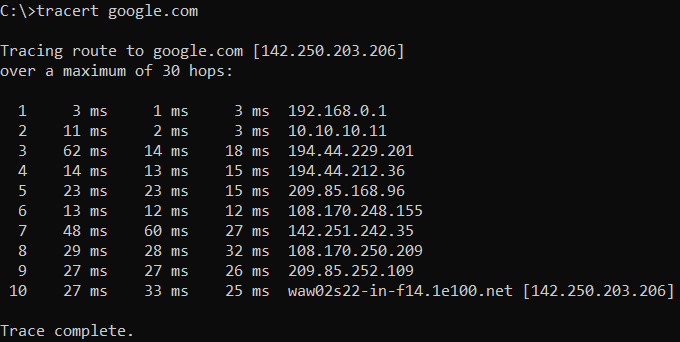 C:\>tracert google.com
Tracing route to google.com [142.250.203.206]
over a maximum of 30 hops:
1 3 ms 1 ms 3 ms 192.168.0.1
2 11 ms 2 ms 3 ms 10.10.10.11
3 62 ms 14 ms 18 ms 194.44.229.201
4 14 ms 13 ms 15 ms 194.44.212.36
5 23 ms 23 ms 15 ms 209.85.168.96
6 13 ms 12 ms 12 ms 108.170.248.155
7 48 ms 60 ms 27 ms 142.251.242.35
8 29 ms 28 ms 32 ms 108.170.250.209
9 27 ms 27 ms 26 ms 209.85.252.109
10 27 ms 33 ms 25 ms waw02s22-in-f14.1e100.net [142.250.203.206]
Trace complete.